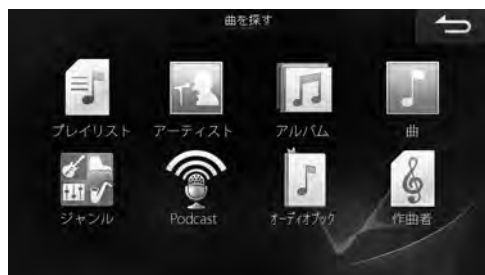 曲を探す
プレイリスト
アーティスト
アルバム
曲
ジャンル
Podcast
オーディオブック
作曲者